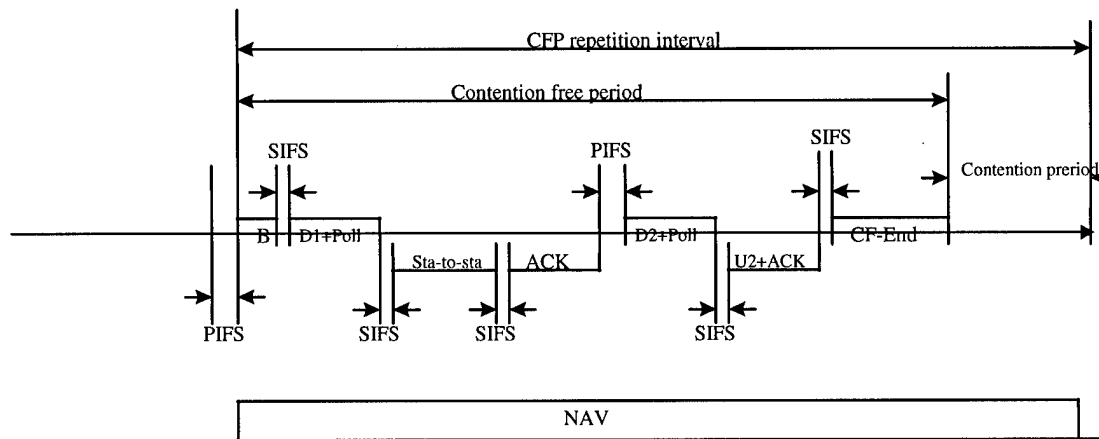 CFP repetition interval
Contention free period
SIFS
PIFS
SIFS
Contention preriod
B
D1+Poll
D2+Poll
CF-End
Sta-to-sta
ACK
U2+ACK
PIFS
SIFS
SIFS
SIFS
NAV